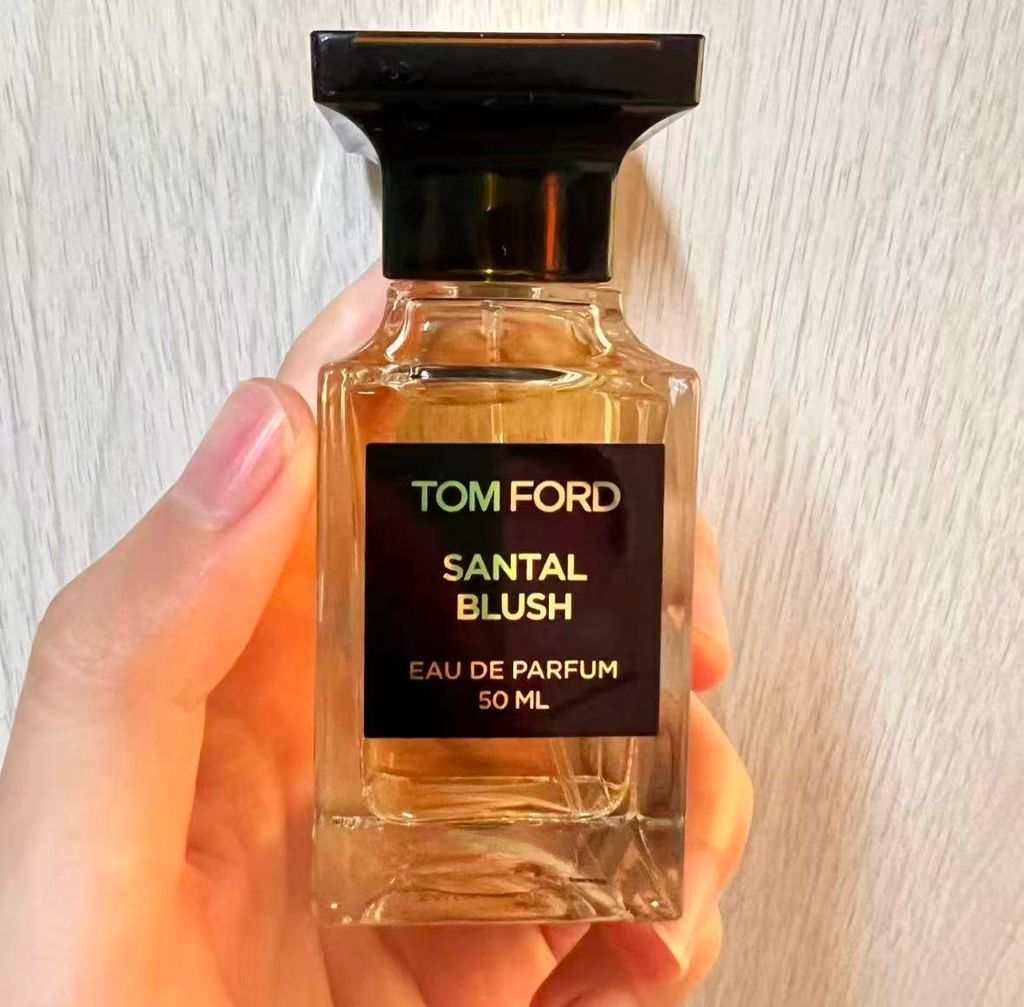 TOM FORD
SANTAL
BLUSH
EAU DE PARFUM
50 ML